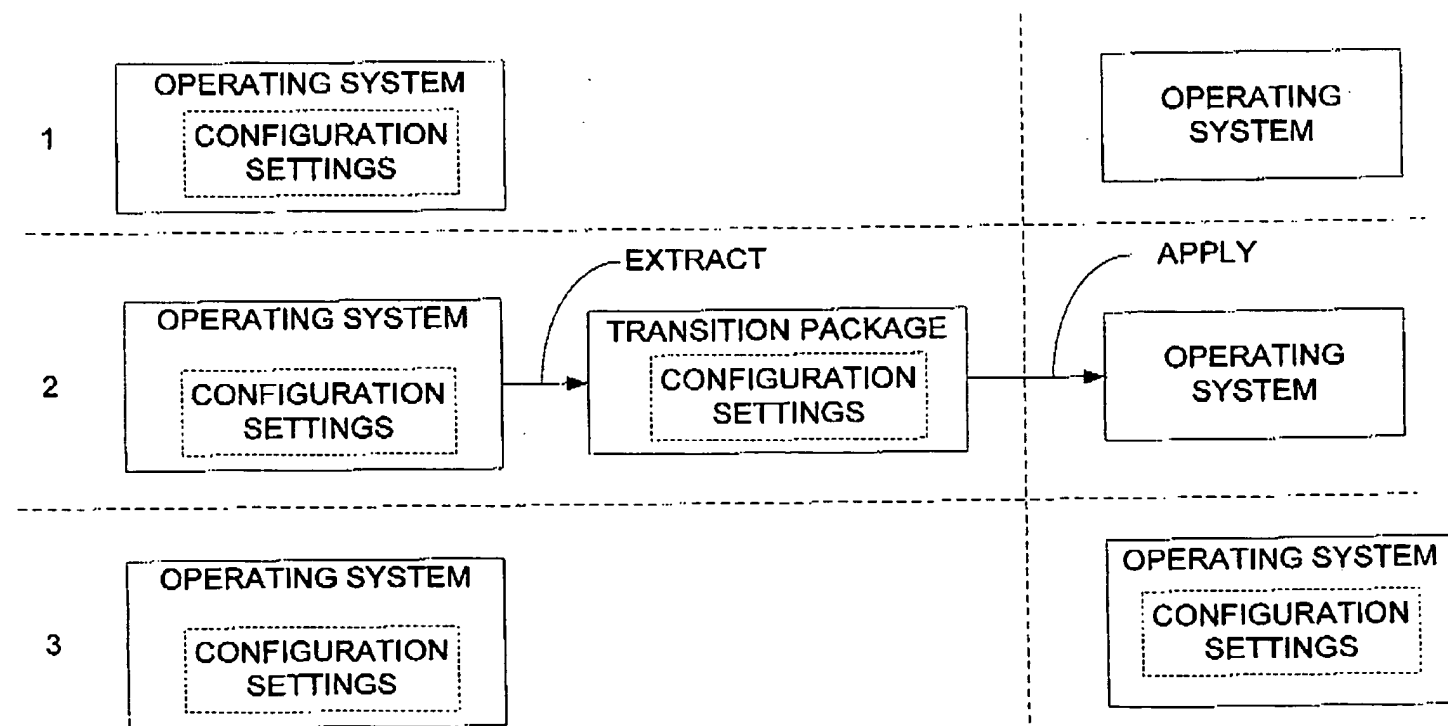 OPERATING SYSTEM
CONFIGURATION
SETTINGS
OPERATING
SYSTEM
1
EXTRACT
APPLY
OPERATING SYSTEM
CONFIGURATION
SETTINGS
TRANSITION PACKAGE
CONFIGURATION
SETTINGS
OPERATING
SYSTEM
2
OPERATING SYSTEM
CONFIGURATION
SETTINGS
OPERATING SYSTEM
CONFIGURATION
SETTINGS
3